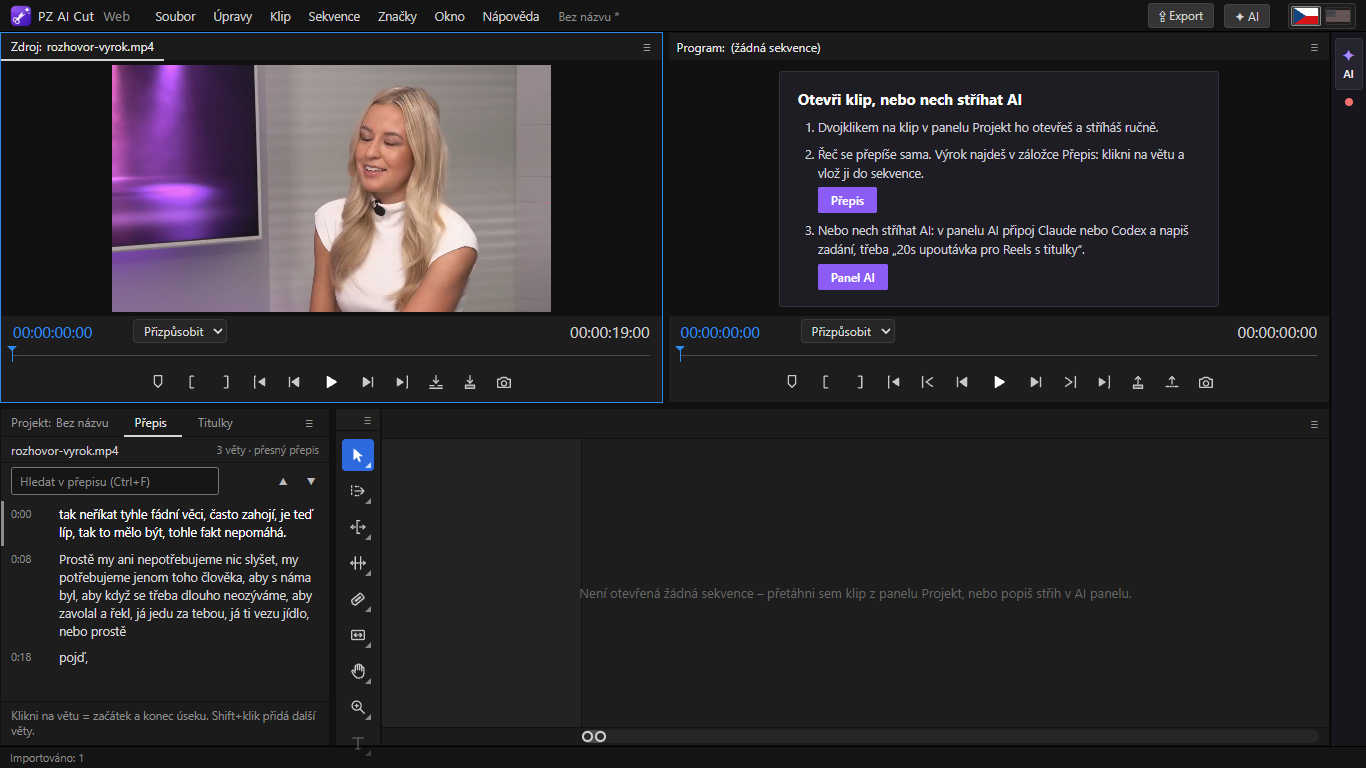 PZ AI Cut Web Soubor Úpravy Klip Sekvence Značky Okno Nápověda Bez názvu * Export AI
Zdroj: rozhovor-vyrok.mp4
Program: (žádná sekvence)
AI
Otevři klip, nebo nech stříhat AI
1. Dvojklikem na klip v panelu Projekt ho otevřeš a stříháš ručně.
2. Řeč se přepíše sama. Výrok najdeš v záložce Přepis: klikni na větu a
vlož ji do sekvence.
Přepis
3. Nebo nech stříhat AI: v panelu AI připoj Claude nebo Codex a napiš
zadání, třeba „20s upoutávka pro Reels s titulky“.
Panel AI
00:00:00:00 Přizpůsobit 00:00:19:00
00:00:00:00 Přizpůsobit 00:00:00:00
Projekt: Bez názvu Přepis Titulky
rozhovor-vyrok.mp4 3 věty · přesný přepis
Hledat v přepisu (Ctrl+F)
0:00 tak neříkat tyhle fádní věci, často zahojí, je teď
líp, tak to mělo být, tohle fakt nepomáhá.
0:08 Prostě my ani nepotřebujeme nic slyšet, my
potřebujeme jenom toho člověka, aby s náma
byl, aby když se třeba dlouho neozýváme, aby
zavolal a řekl, já jedu za tebou, já ti vezu jídlo,
nebo prostě
0:18 pojď,
Klikni na větu = začátek a konec úseku. Shift+klik přidá další
věty.
Není otevřená žádná sekvence – přetáhni sem klip z panelu Projekt, nebo popiš střih v AI panelu.
Importováno: 1